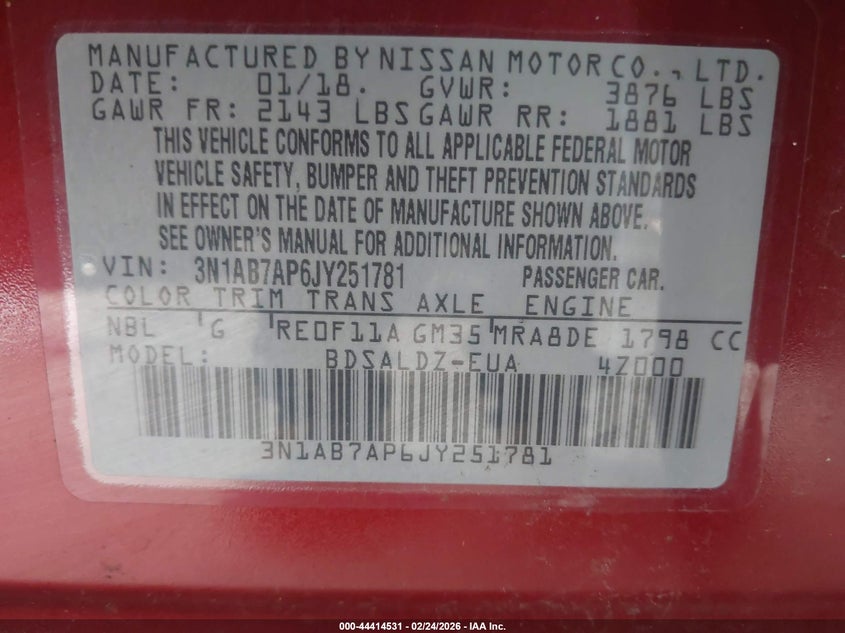 MANUFACTURED BY NISSAN MOTOR CO., LTD.
DATE: 01/18. GVWR: 3876 LBS
GAWR FR: 2143 LBS GAWR RR: 1881 LBS
THIS VEHICLE CONFORMS TO ALL APPLICABLE FEDERAL MOTOR
VEHICLE SAFETY, BUMPER AND THEFT PREVENTION STANDARDS
IN EFFECT ON THE DATE OF MANUFACTURE SHOWN ABOVE.
SEE OWNER'S MANUAL FOR ADDITIONAL INFORMATION.
VIN: 3N1AB7AP6JY251781 PASSENGER CAR.
COLOR TRIM TRANS AXLE ENGINE
NBL G RE0F11A GM35 MRA8DE 1798 CC
MODEL: BDSALDZ-EUA 4Z000
3N1AB7AP6JY251781
000-44414531 - 02/24/2026 - IAA Inc.